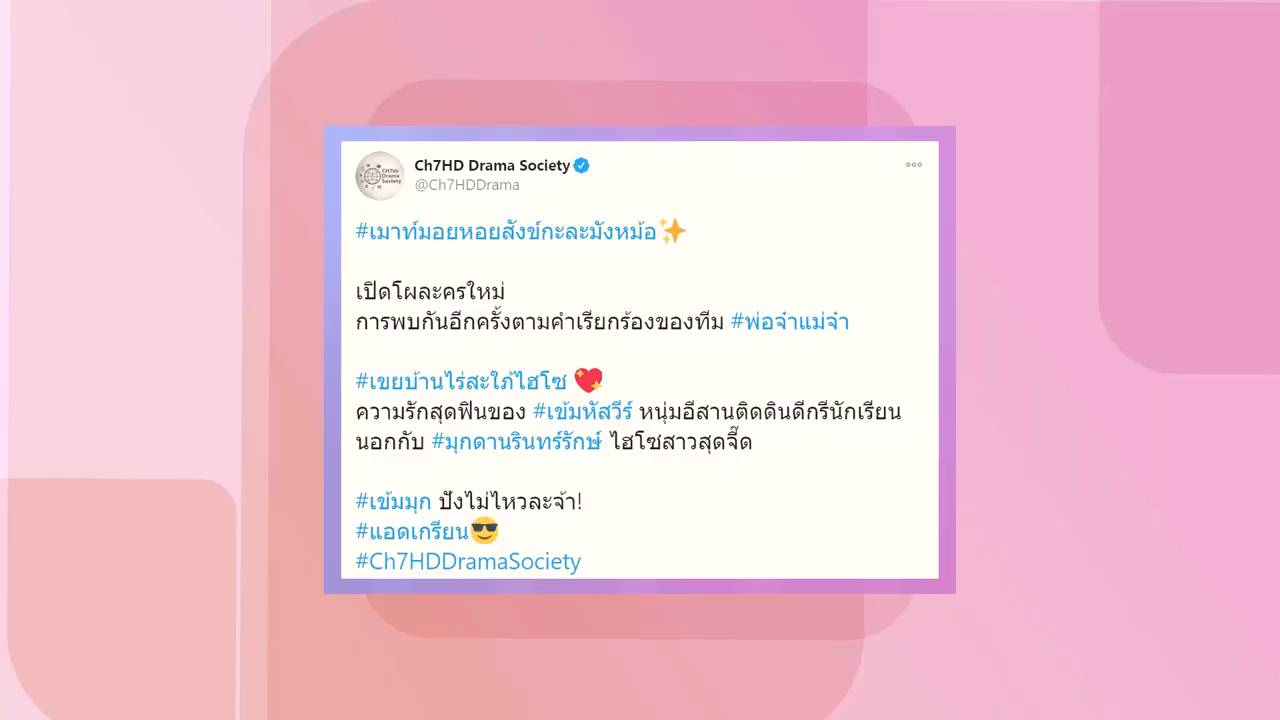 Ch7HD Drama Society
@Ch7HDDrama
CH7HD
Drama
Society
#เมาท์มอยหอยสังข์กะละมังหม้อ✨
เปิดโผละครใหม่
การพบกันอีกครั้งตามคำเรียกร้องของทีม #พ่อจ๋าแม่จ๋า
#เขยบ้านไร่สะใภ้ไฮโซ 💖
ความรักสุดฟินของ #เข้มหัสวีร์ หนุ่มอีสานติดดินดีกรีนักเรียน
นอกกับ #มุกดานรินทร์รักษ์ ไฮโซสาวสุดจี๊ด
#เข้มมุก ปังไม่ไหวละจ้า!
#แอดเกรียน😎
#Ch7HDDramaSociety